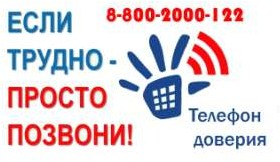 ЕСЛИ
ТРУДНО -
ПРОСТО
ПОЗВОНИ!
8-800-2000-122
Телефон
доверия